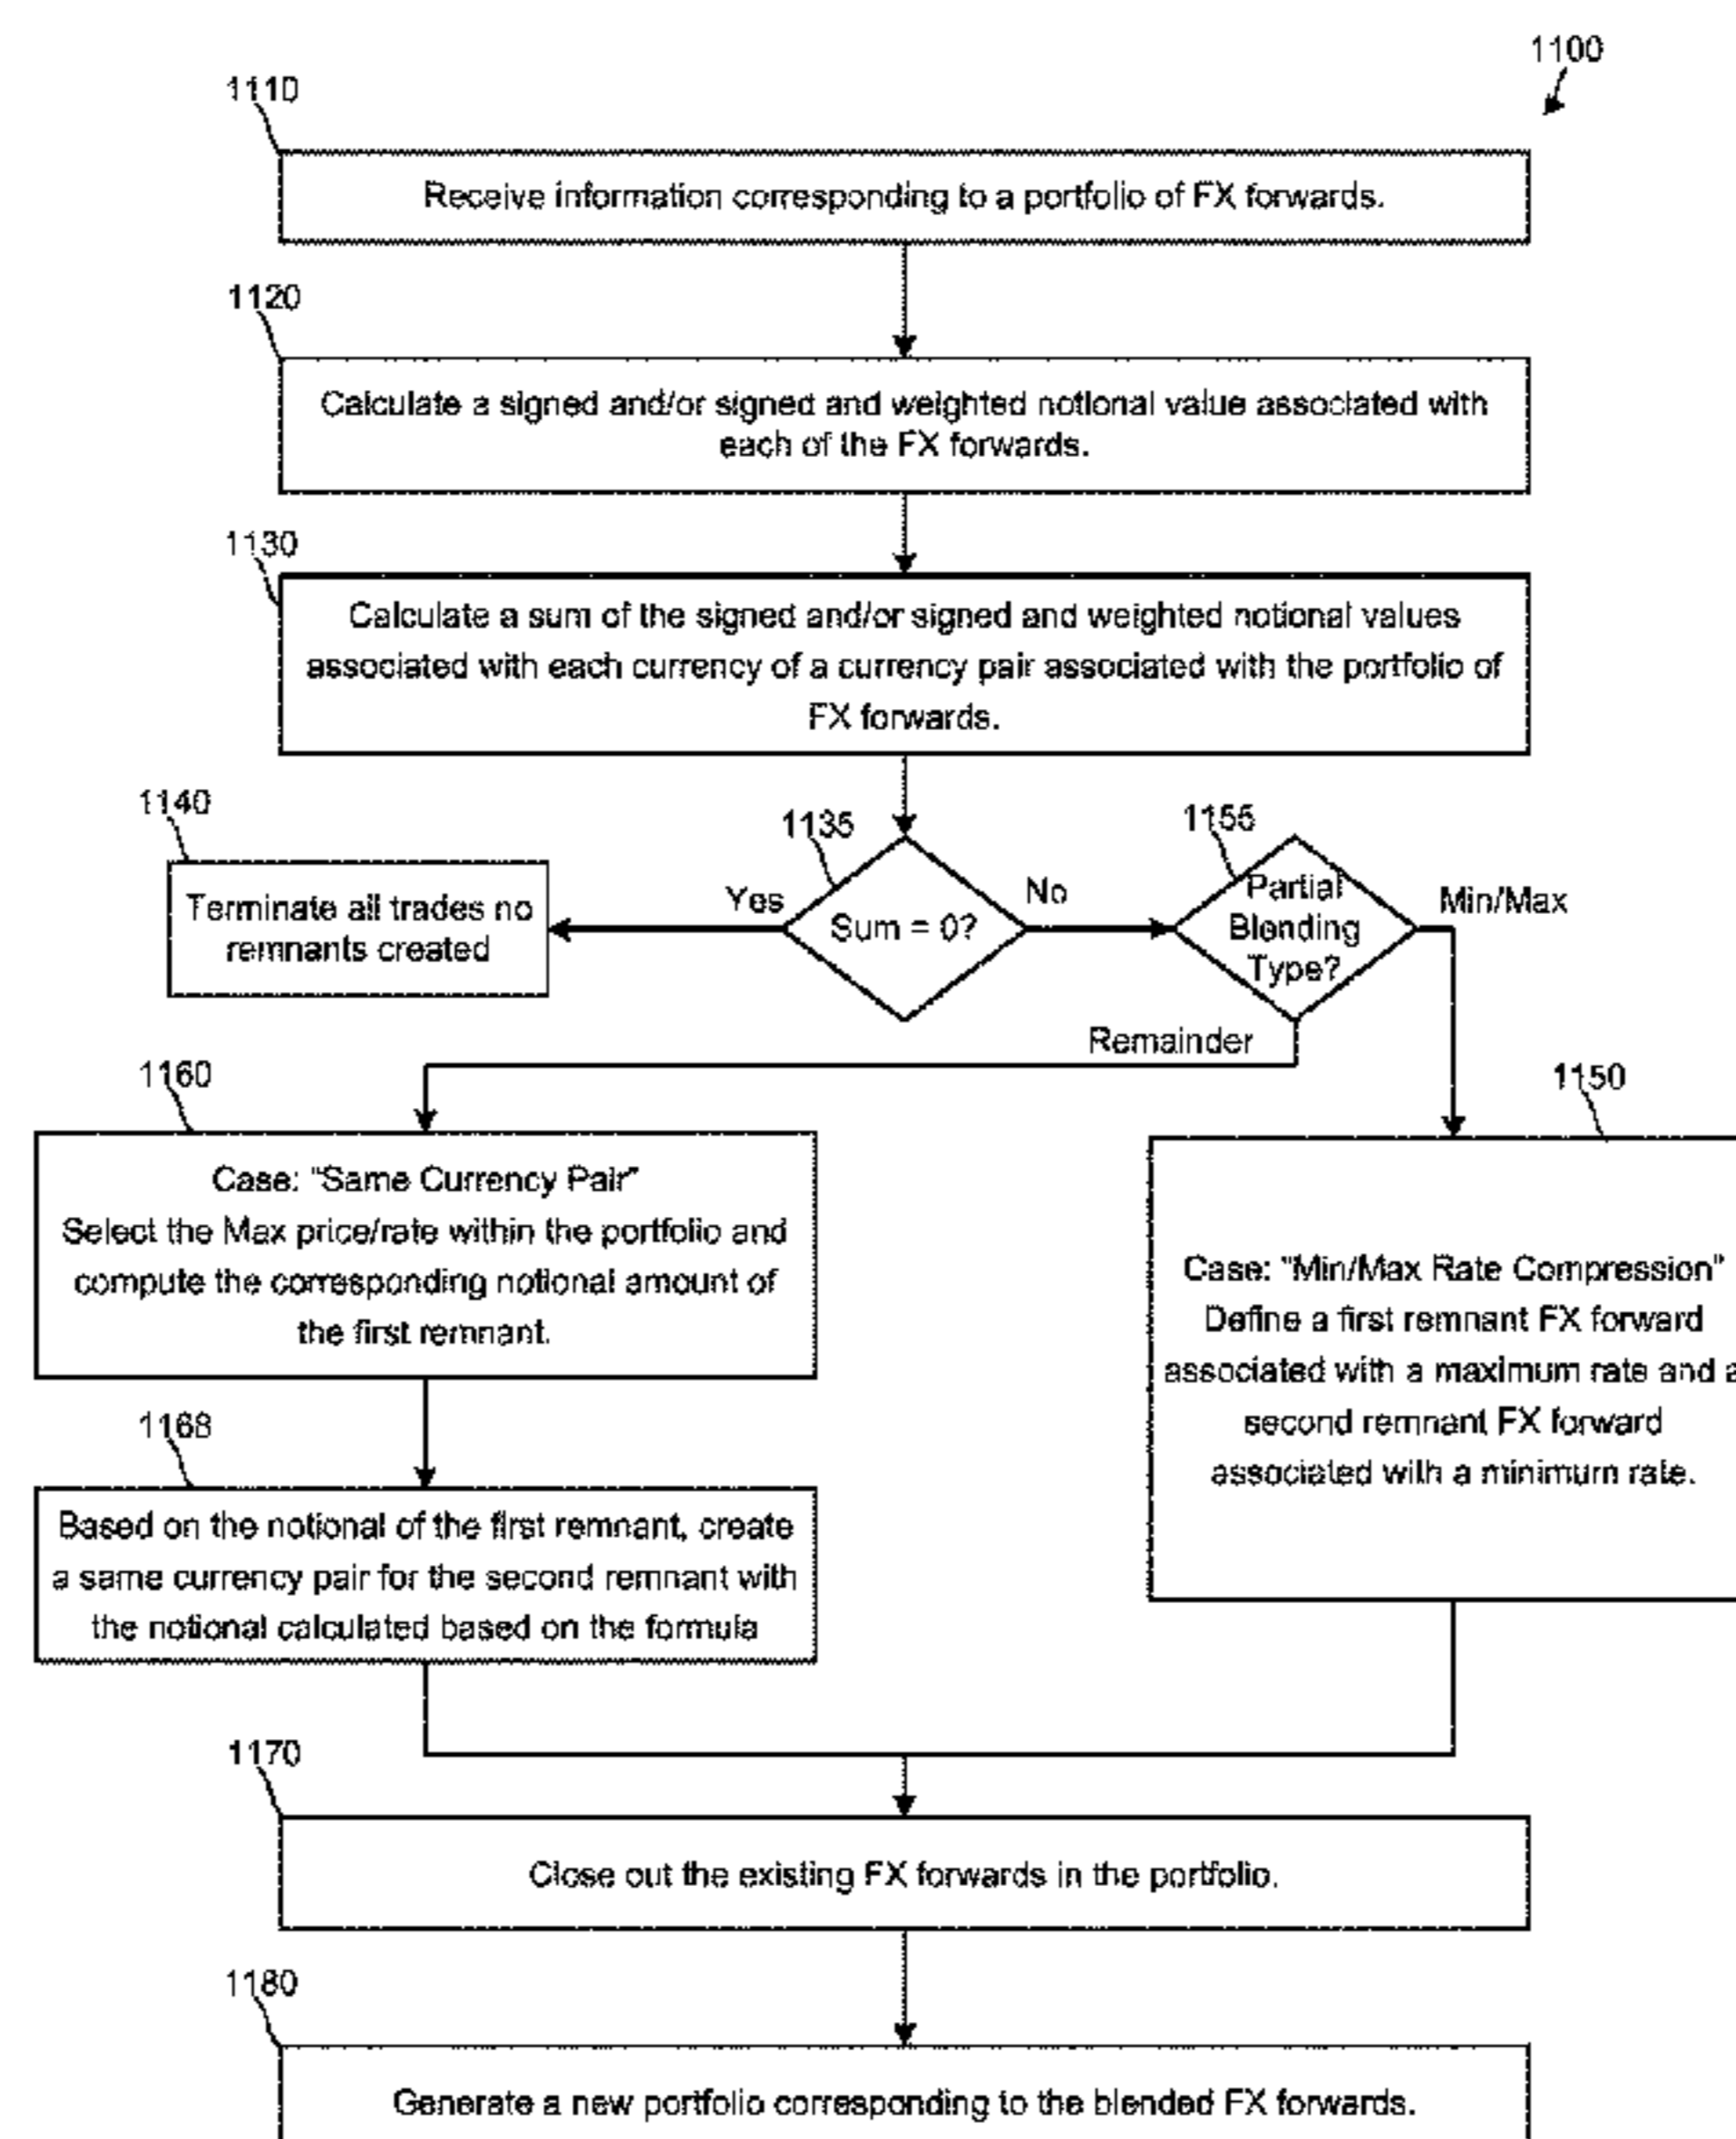 1100
1110
Receive information corresponding to a portfolio of FX forwards.
1120
Calculate a signed and/or signed and weighted notional value associated with
each of the FX forwards.
1130
Calculate a sum of the signed and/or signed and weighted notional values
associated with each currency of a currency pair associated with the portfolio of
FX forwards.
1140
Terminate all trades no
remnants created
1135
Yes
Sum = 0?
No
1155
Partial
Blending
Type?
Min/Max
Remainder
1160
Case: "Same Currency Pair"
Select the Max price/rate within the portfolio and
compute the corresponding notional amount of
the first remnant.
1150
Case: "Min/Max Rate Compression"
Define a first remnant FX forward
associated with a maximum rate and a
second remnant FX forward
associated with a minimum rate.
1168
Based on the notional of the first remnant, create
a same currency pair for the second remnant with
the notional calculated based on the formula
1170
Close out the existing FX forwards in the portfolio.
1180
Generate a new portfolio corresponding to the blended FX forwards.